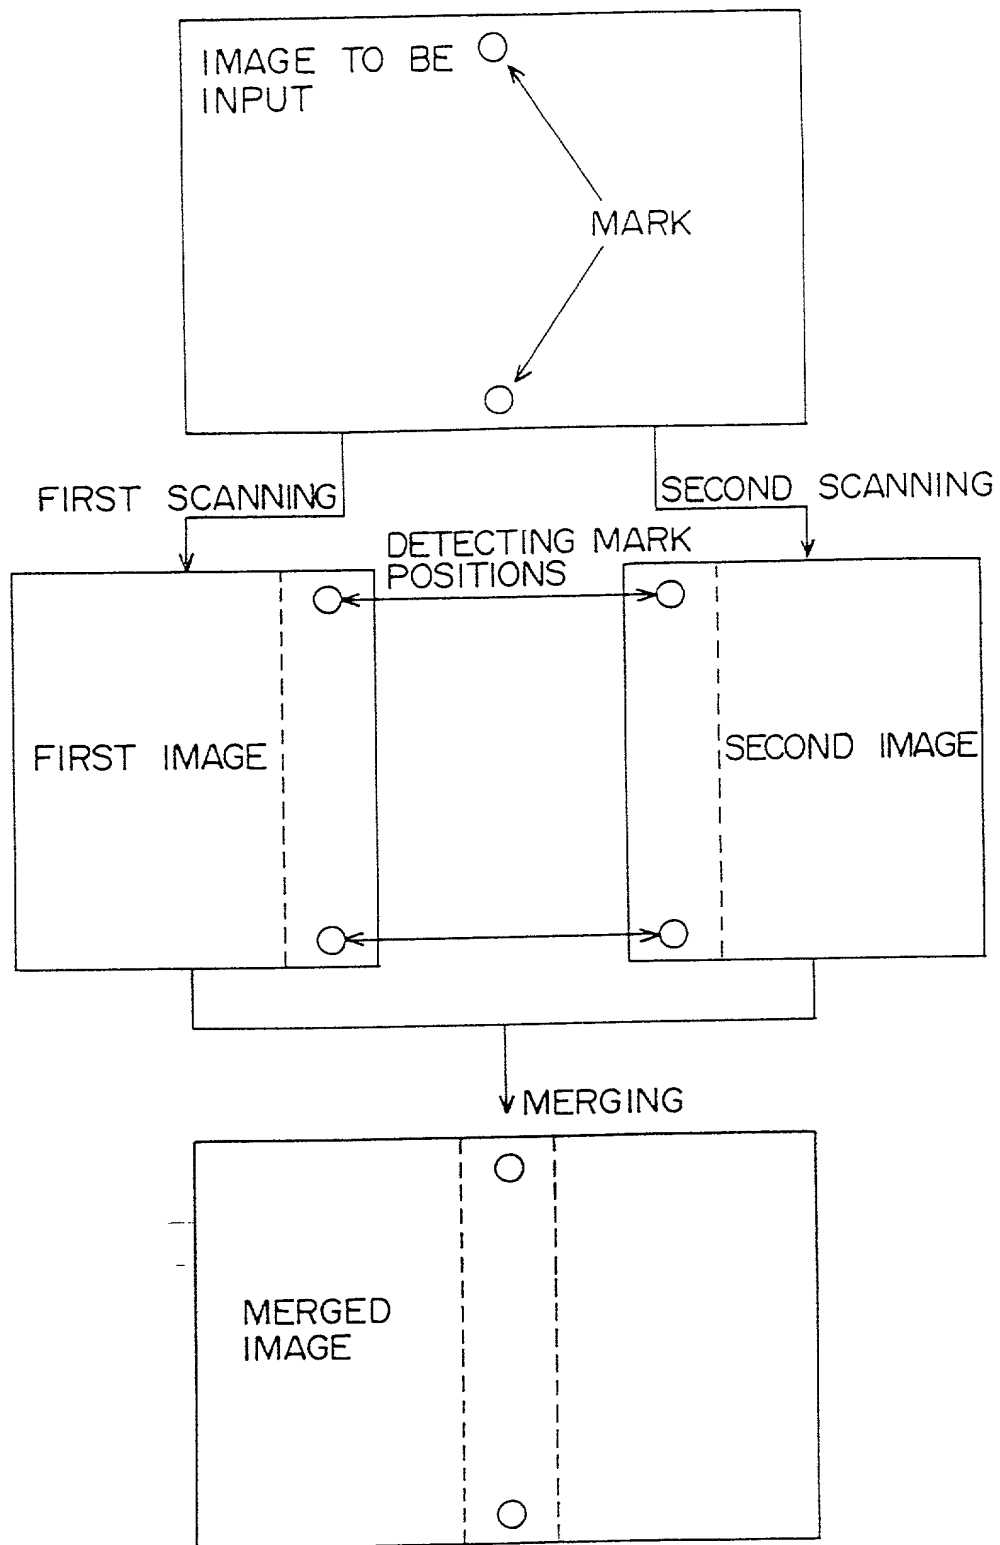 IMAGE TO BE
INPUT
MARK
FIRST SCANNING
SECOND SCANNING
DETECTING MARK
POSITIONS
FIRST IMAGE
SECOND IMAGE
MERGING
MERGED
IMAGE